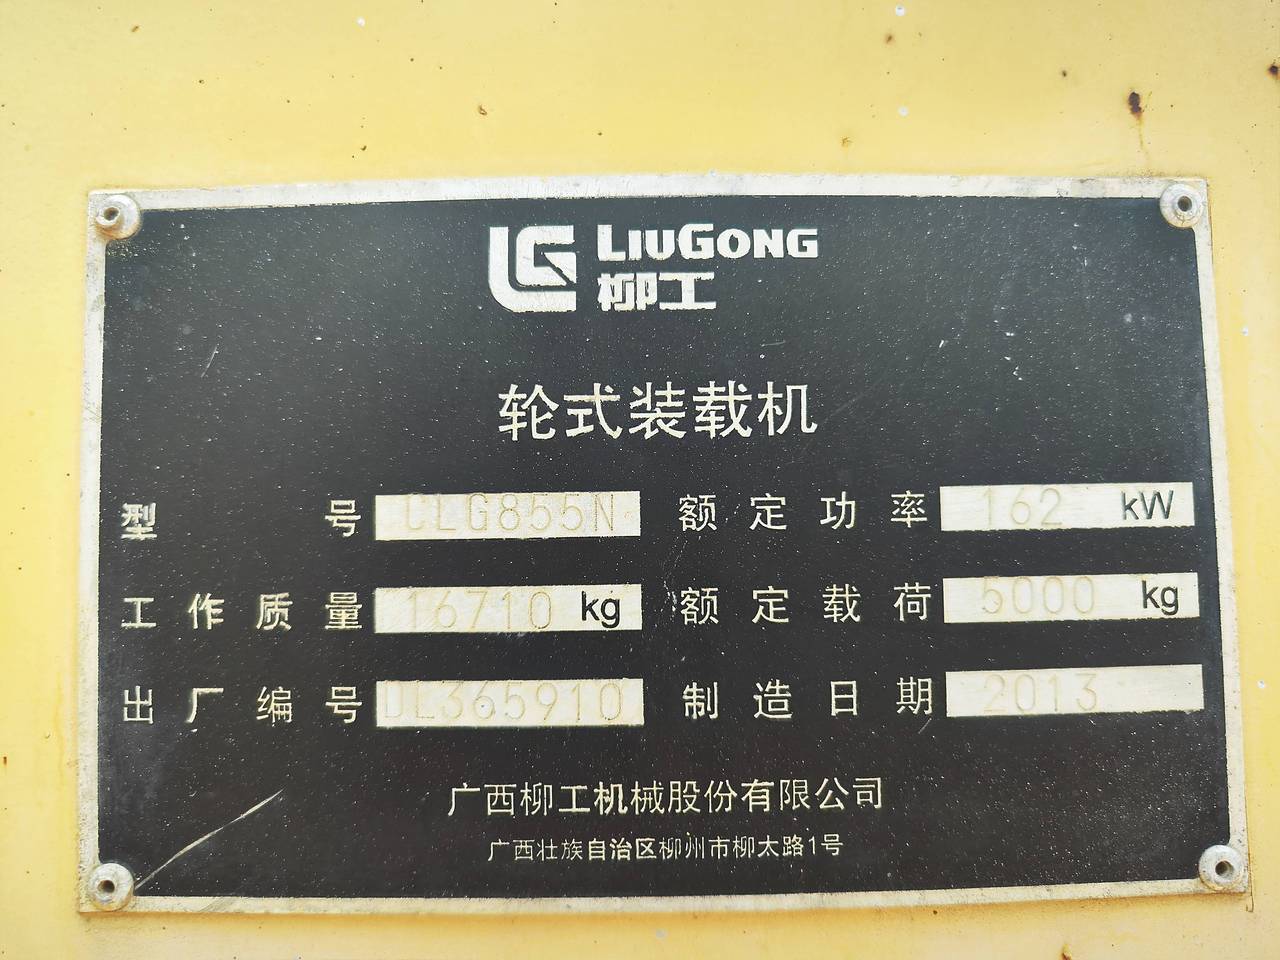 LIUGONG
柳工
轮式装载机
型号 CLG855N 额定功率 162 kW
工作质量 16710 kg 额定载荷 5000 kg
出厂编号 DL365910 制造日期 2013
广西柳工机械股份有限公司
广西壮族自治区柳州市柳太路1号